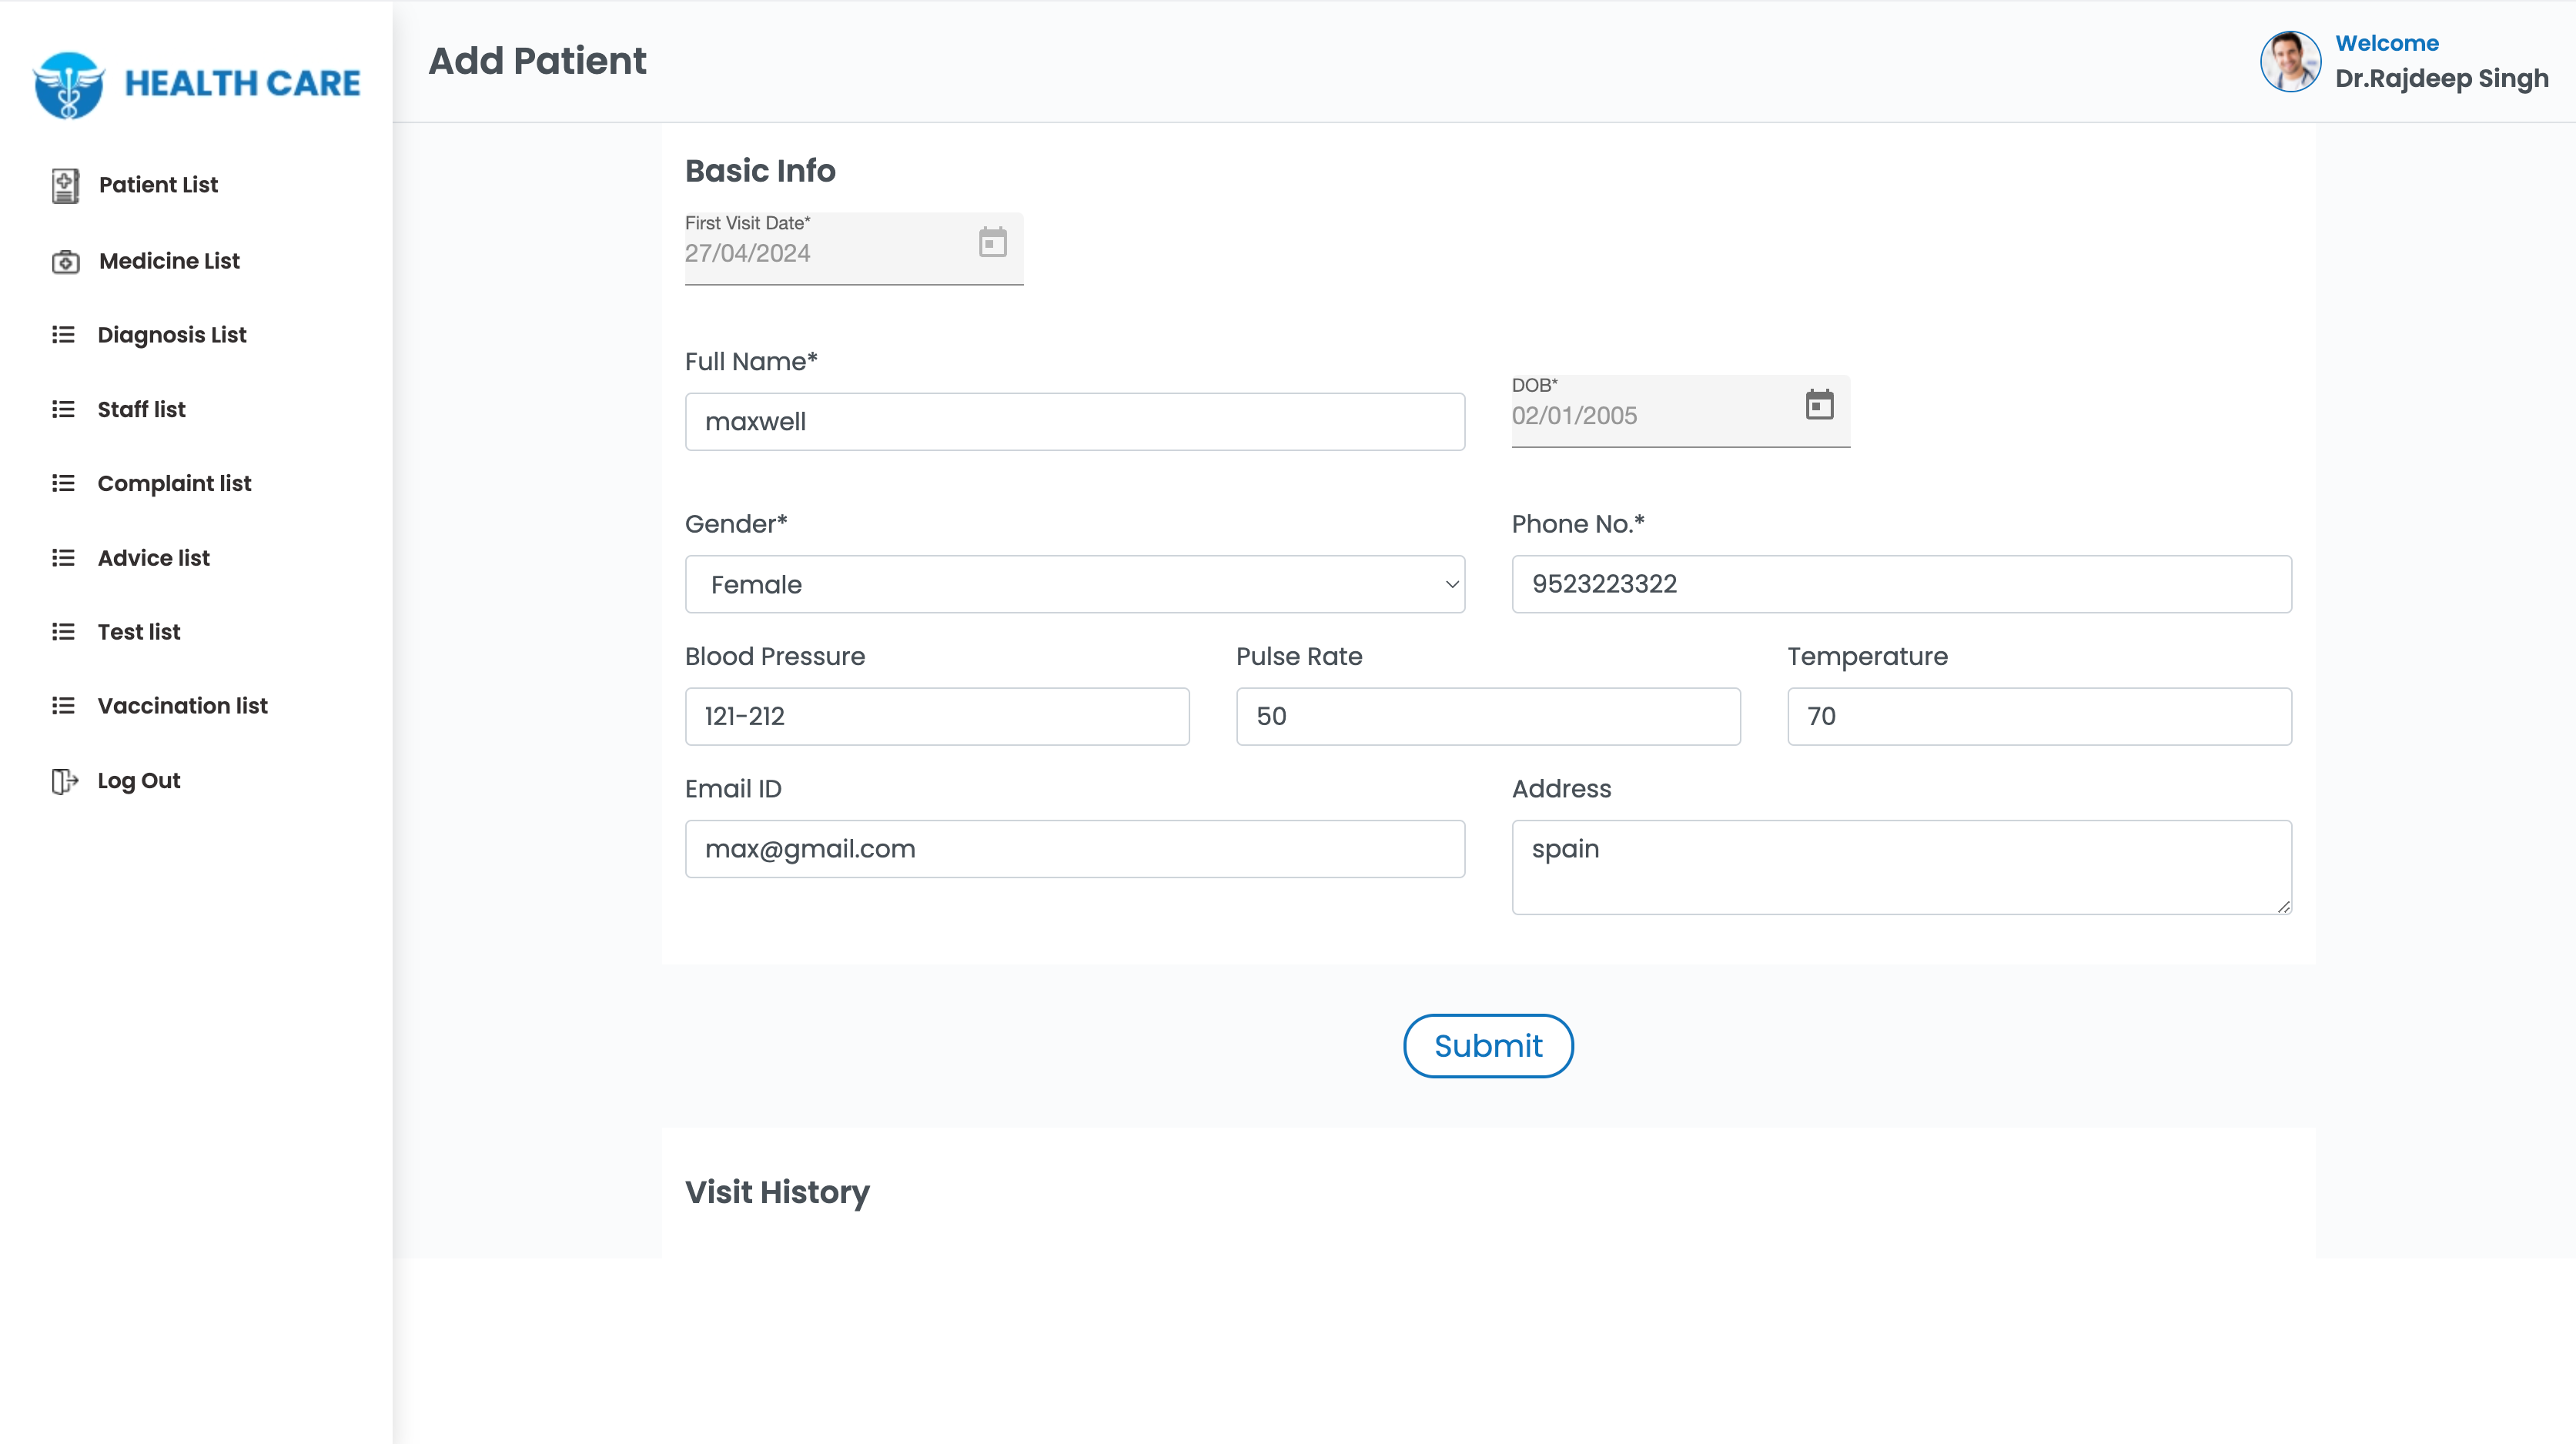 HEALTH CARE
Patient List
Medicine List
Diagnosis List
Staff list
Complaint list
Advice list
Test list
Vaccination list
Log Out
Add Patient
Welcome
Dr.Rajdeep Singh
Basic Info
First Visit Date*
27/04/2024
Full Name*
maxwell
DOB*
02/01/2005
Gender*
Female
Phone No.*
9523223322
Blood Pressure
121-212
Pulse Rate
50
Temperature
70
Email ID
max@gmail.com
Address
spain
Submit
Visit History